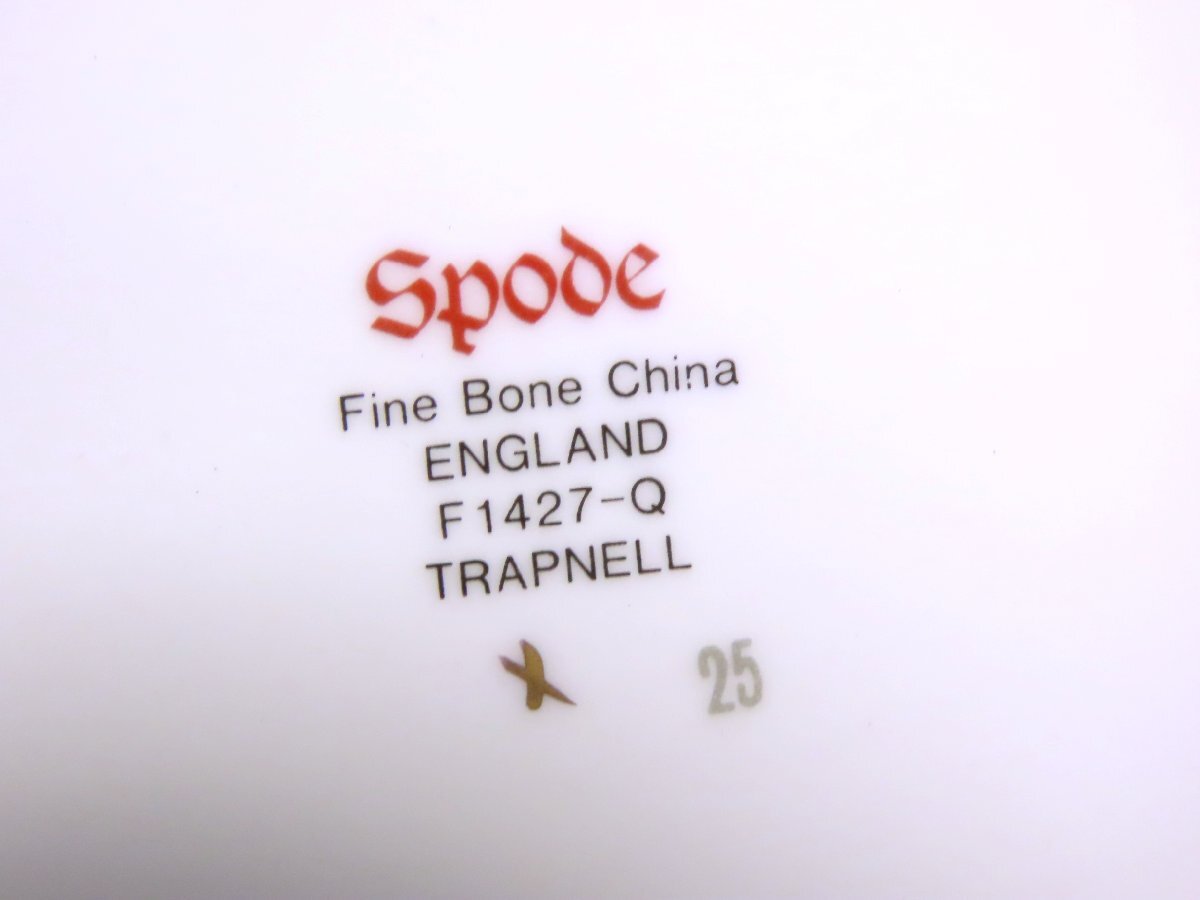 Spode
Fine Bone China
ENGLAND
F1427-Q
TRAPNELL
25